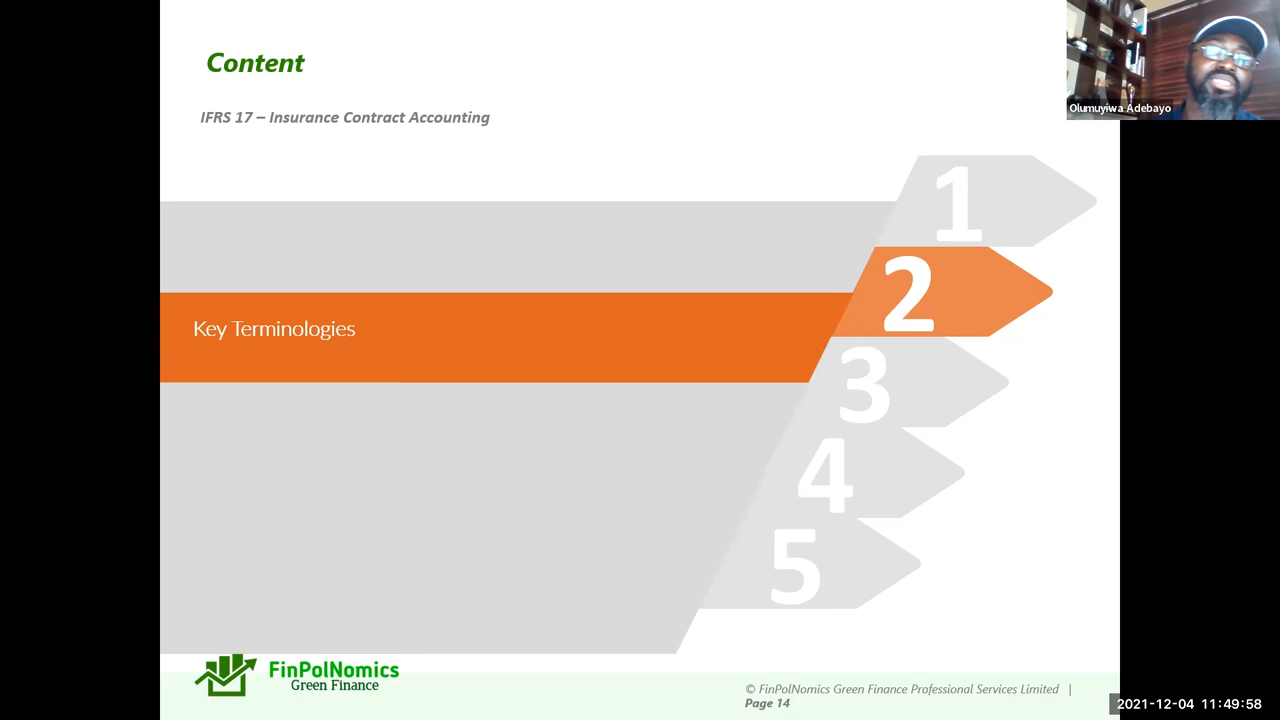 Content
IFRS 17 – Insurance Contract Accounting
Olumuyiwa Adebayo
1
2
Key Terminologies
3
4
5
FinPolNomics
Green Finance
© FinPolNomics Green Finance Professional Services Limited |
Page 14
2021-12-04 11:49:58